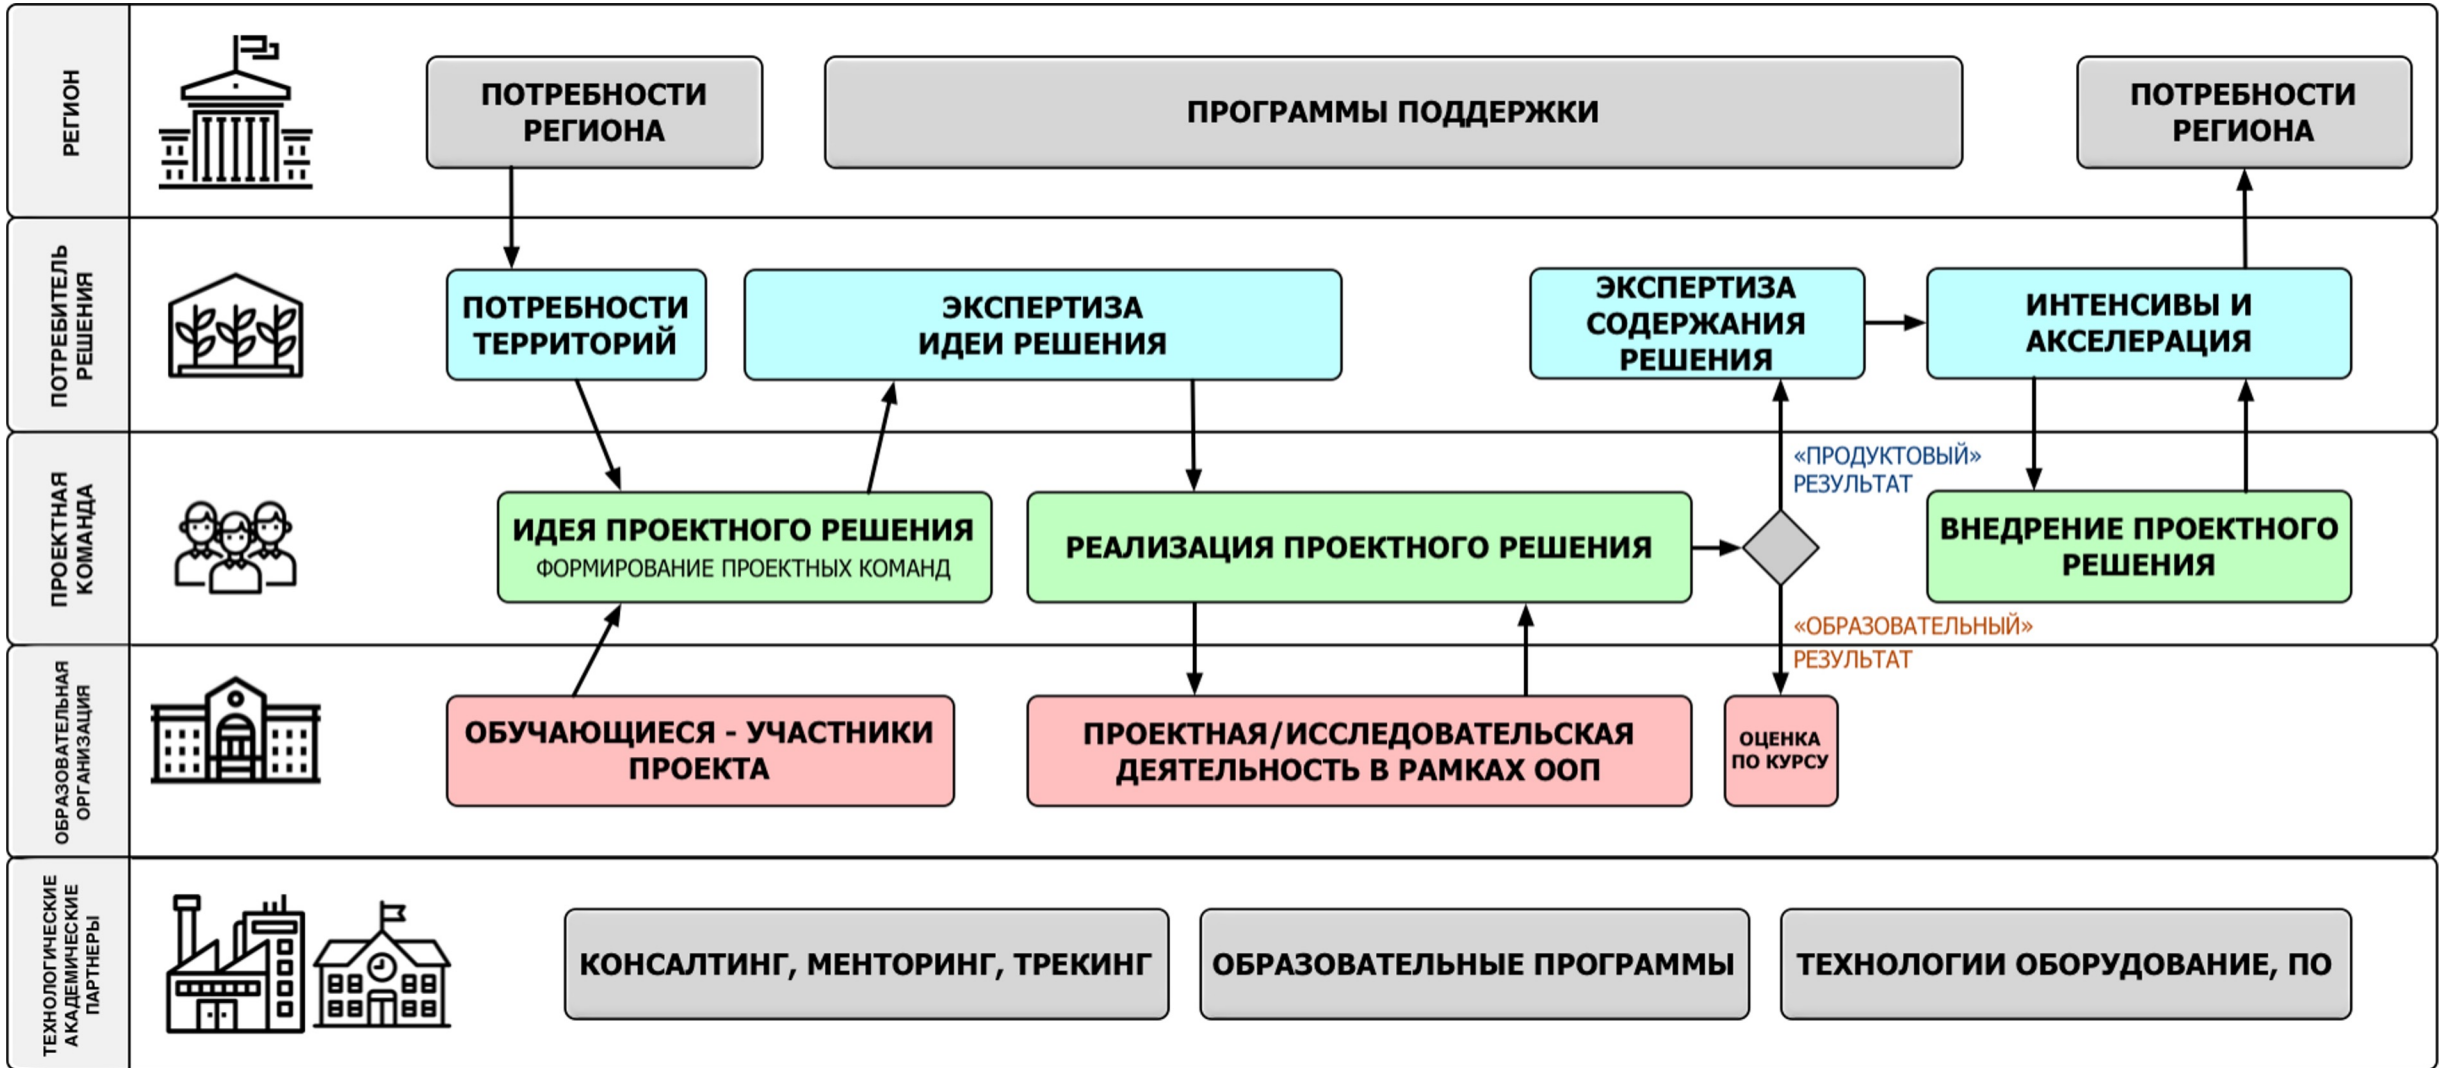 РЕГИОН
ПОТРЕБНОСТИ
РЕГИОНА
ПРОГРАММЫ ПОДДЕРЖКИ
ПОТРЕБНОСТИ
РЕГИОНА
ПОТРЕБИТЕЛЬ
РЕШЕНИЯ
ПОТРЕБНОСТИ
ТЕРРИТОРИЙ
ЭКСПЕРТИЗА
ИДЕИ РЕШЕНИЯ
ЭКСПЕРТИЗА
СОДЕРЖАНИЯ
РЕШЕНИЯ
ИНТЕНСИВЫ И
АКСЕЛЕРАЦИЯ
ПРОЕКТНАЯ
КОМАНДА
ИДЕЯ ПРОЕКТНОГО РЕШЕНИЯ
ФОРМИРОВАНИЕ ПРОЕКТНЫХ КОМАНД
РЕАЛИЗАЦИЯ ПРОЕКТНОГО РЕШЕНИЯ
«ПРОДУКТОВЫЙ»
РЕЗУЛЬТАТ
ВНЕДРЕНИЕ ПРОЕКТНОГО
РЕШЕНИЯ
«ОБРАЗОВАТЕЛЬНЫЙ»
РЕЗУЛЬТАТ
ОБРАЗОВАТЕЛЬНАЯ
ОРГАНИЗАЦИЯ
ОБУЧАЮЩИЕСЯ - УЧАСТНИКИ
ПРОЕКТА
ПРОЕКТНАЯ/ИССЛЕДОВАТЕЛЬСКАЯ
ДЕЯТЕЛЬНОСТЬ В РАМКАХ ООП
ОЦЕНКА
ПО КУРСУ
ТЕХНОЛОГИЧЕСКИЕ
АКАДЕМИЧЕСКИЕ
ПАРТНЕРЫ
КОНСАЛТИНГ, МЕНТОРИНГ, ТРЕКИНГ
ОБРАЗОВАТЕЛЬНЫЕ ПРОГРАММЫ
ТЕХНОЛОГИИ ОБОРУДОВАНИЕ, ПО